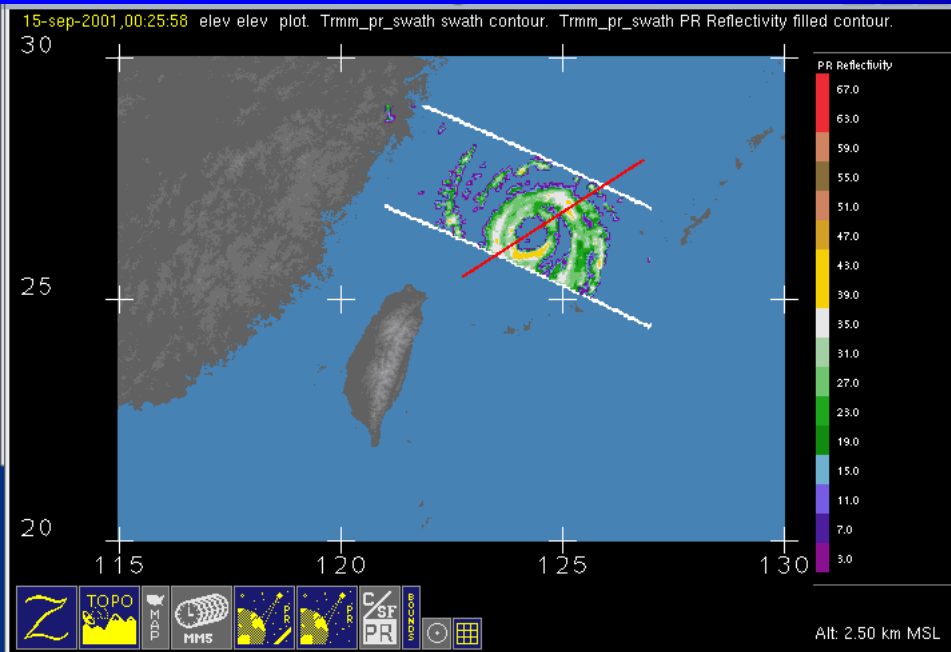 15-sep-2001,00:25:58 elev elev plot. Trmm_pr_swath swath contour. Trmm_pr_swath PR Reflectivity filled contour.
30
PR Reflectivity
67.0
63.0
59.0
55.0
51.0
47.0
43.0
39.0
25
35.0
31.0
27.0
23.0
19.0
15.0
11.0
7.0
20
3.0
115 120 125 130
Z
TOPO
MAP
MM5
PR
PR
C/SF
PR
BOUNDS
Alt: 2.50 km MSL